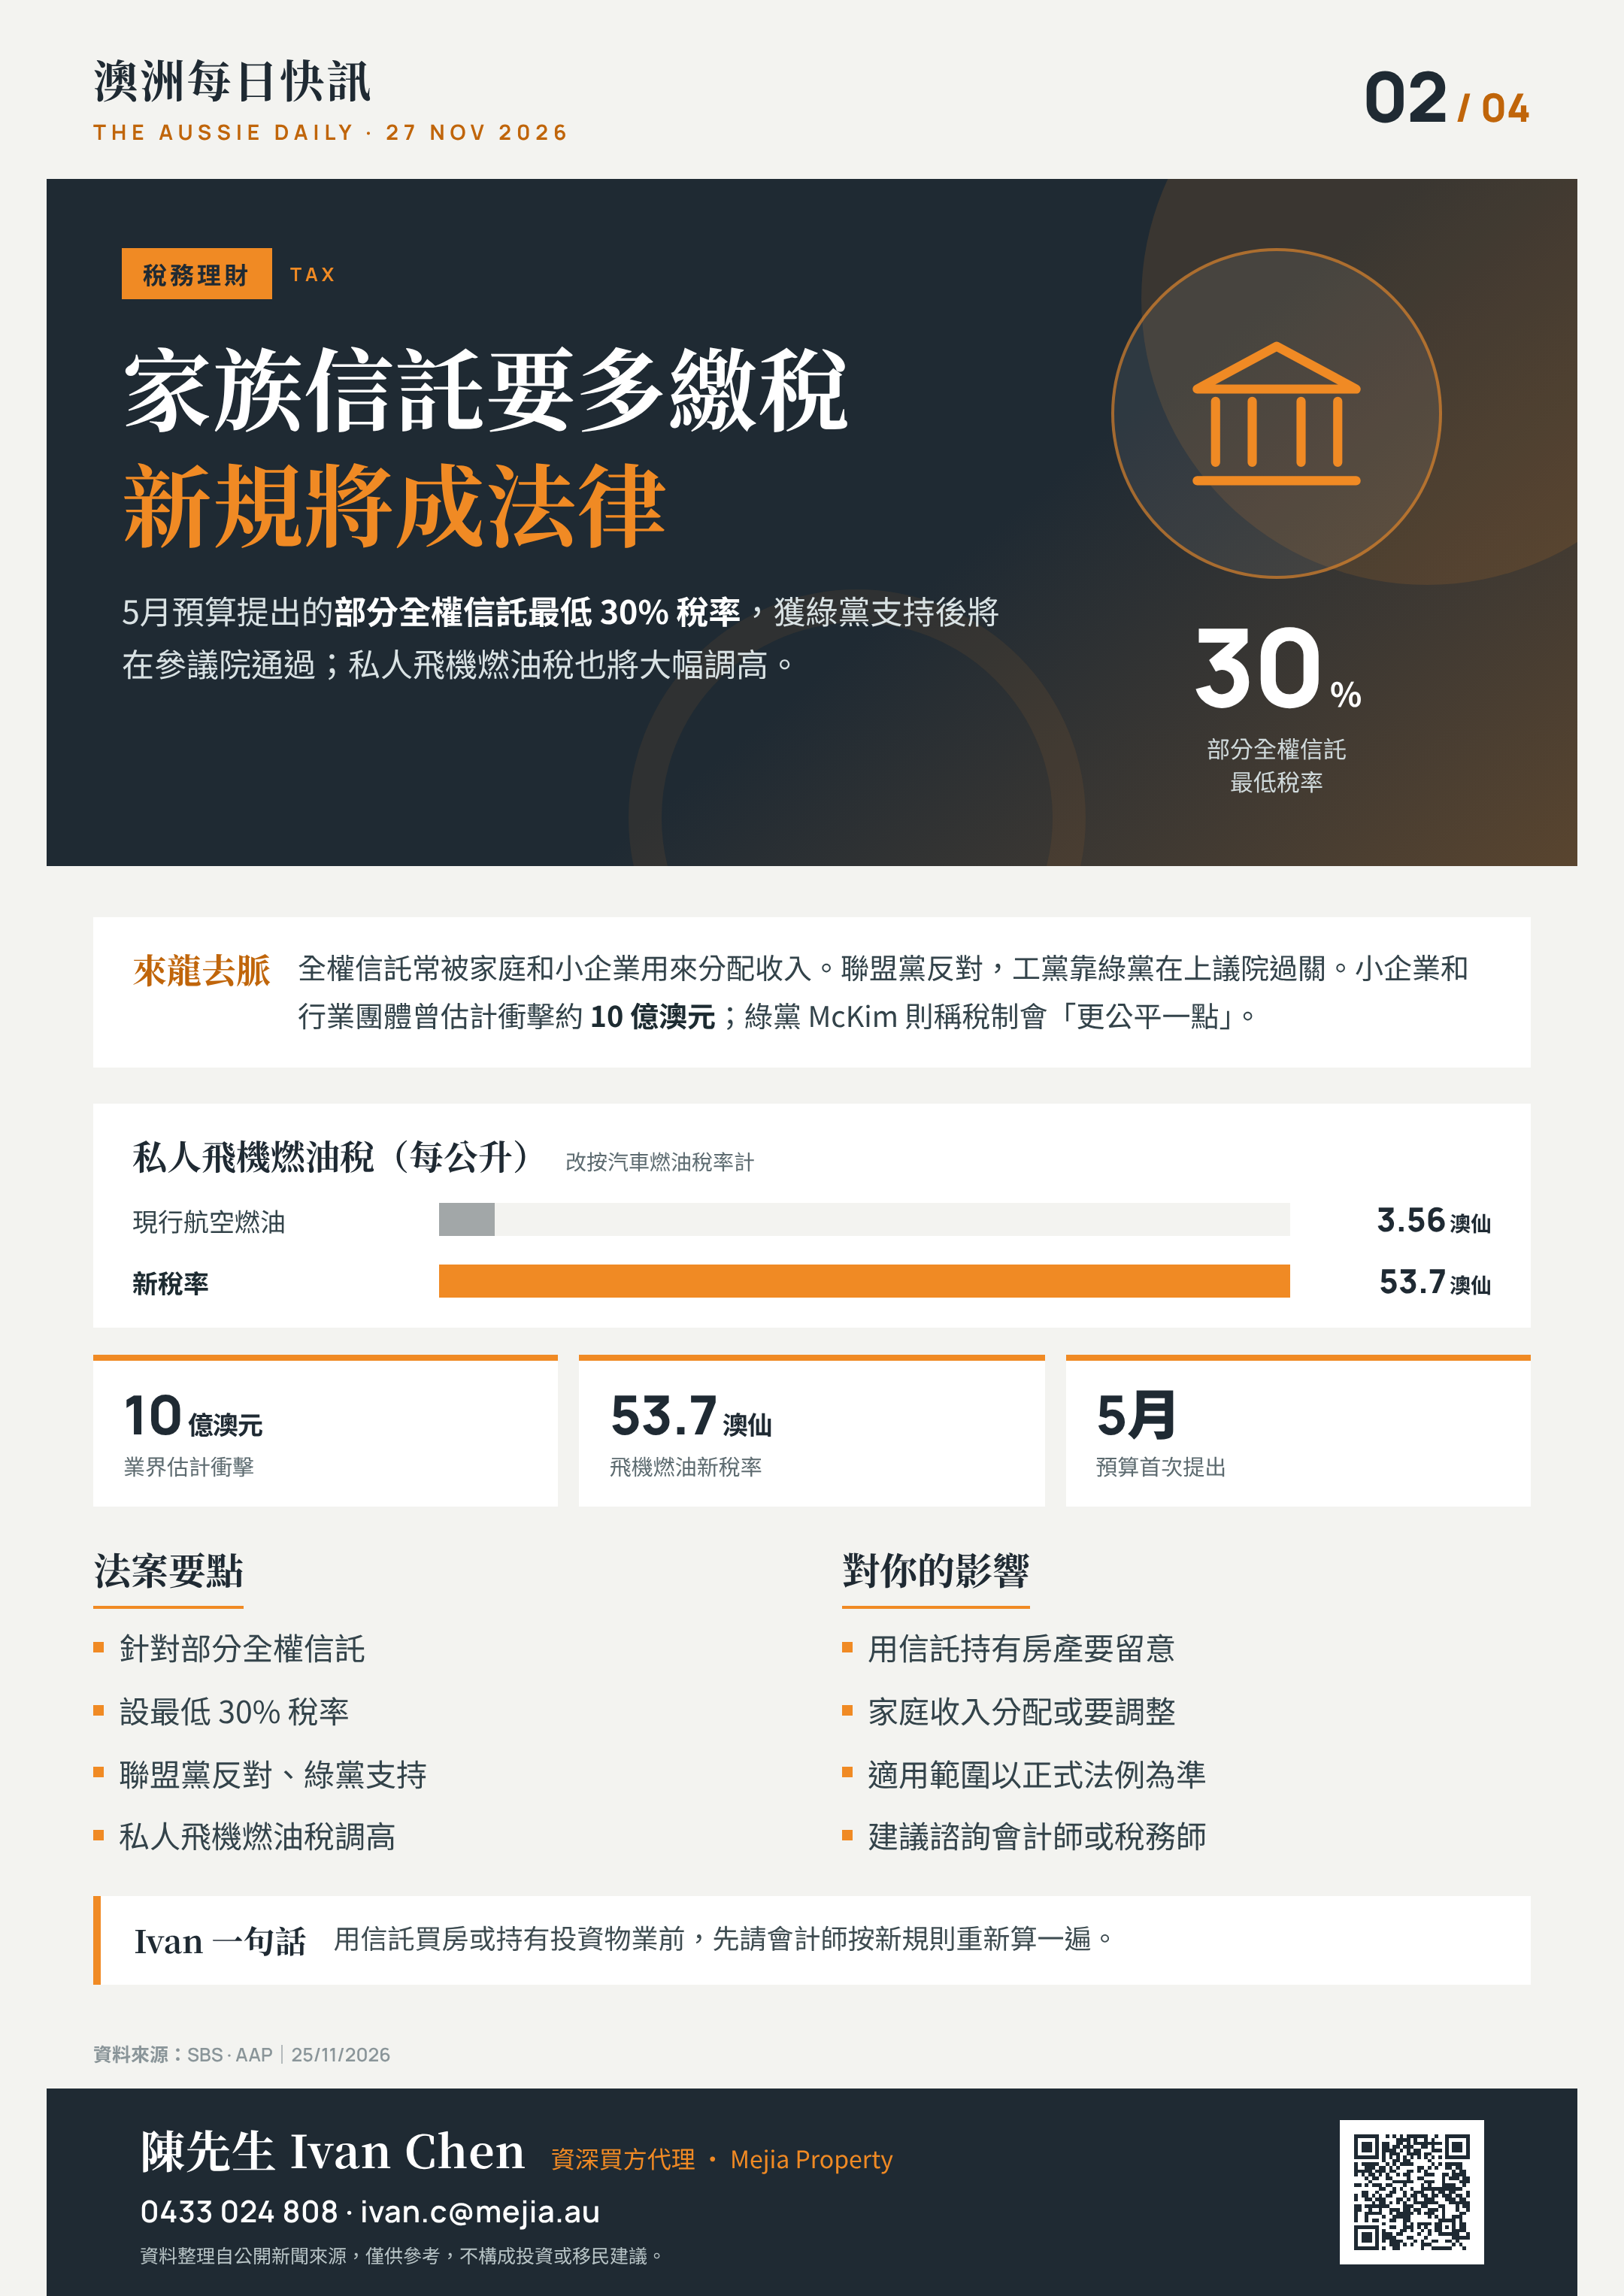 澳洲每日快訊
THE AUSSIE DAILY · 27 NOV 2026
02 / 04
稅務理財 TAX
家族信託要多繳稅
新規將成法律
5月預算提出的部分全權信託最低 30% 稅率，獲綠黨支持後將
在參議院通過；私人飛機燃油稅也將大幅調高。
30 %
部分全權信託
最低稅率
來龍去脈
全權信託常被家庭和小企業用來分配收入。聯盟黨反對，工黨靠綠黨在上議院過關。小企業和
行業團體曾估計衝擊約 10 億澳元；綠黨 McKim 則稱稅制會「更公平一點」。
私人飛機燃油稅（每公升） 改按汽車燃油稅率計
現行航空燃油 3.56 澳仙
新稅率 53.7 澳仙
10 億澳元
業界估計衝擊
53.7 澳仙
飛機燃油新稅率
5月
預算首次提出
法案要點
針對部分全權信託
設最低 30% 稅率
聯盟黨反對、綠黨支持
私人飛機燃油稅調高
對你的影響
用信託持有房產要留意
家庭收入分配或要調整
適用範圍以正式法例為準
建議諮詢會計師或稅務師
Ivan 一句話 用信託買房或持有投資物業前，先請會計師按新規則重新算一遍。
資料來源：SBS · AAP｜25/11/2026
陳先生 Ivan Chen 資深買方代理 · Mejia Property
0433 024 808 · ivan.c@mejia.au
資料整理自公開新聞來源，僅供參考，不構成投資或移民建議。